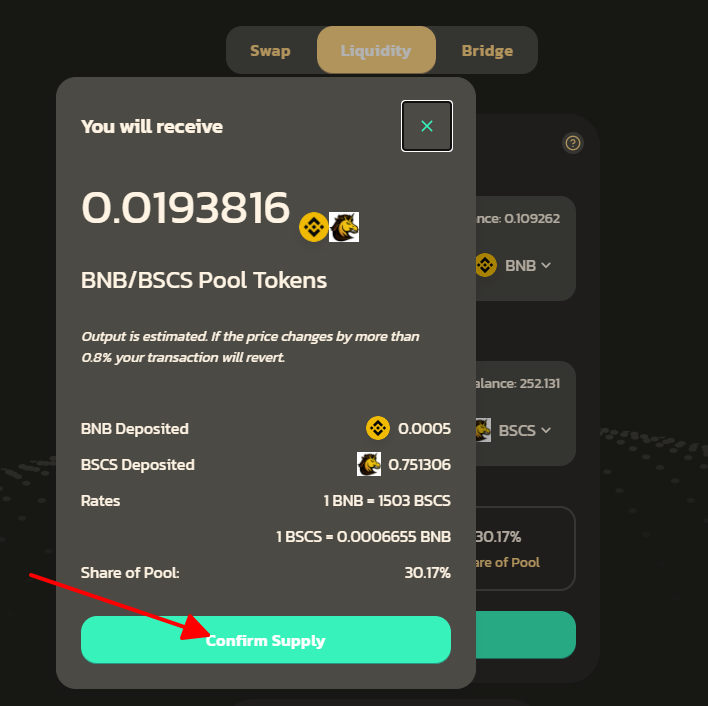 Swap Liquidity Bridge
You will receive
0.0193816
nce: 0.109262
BNB
BNB/BSCS Pool Tokens
Output is estimated. If the price changes by more than
0.8% your transaction will revert.
alance: 252.131
BSCS
BNB Deposited 0.0005
BSCS Deposited 0.751306
Rates 1 BNB = 1503 BSCS
1 BSCS = 0.0006655 BNB
30.17%
are of Pool
Share of Pool: 30.17%
Confirm Supply